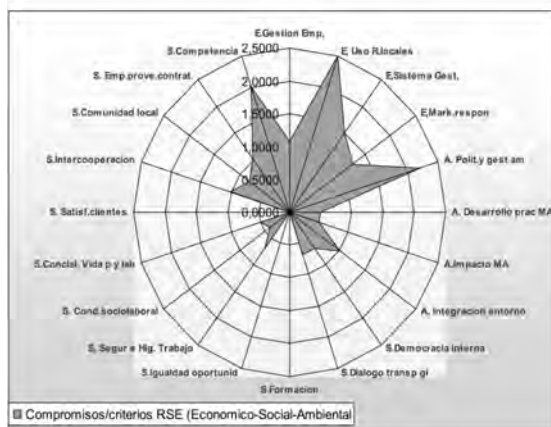 E.Gestion Emp,
S.Competencia
2,5000
E, Uso R.locales
S. Emp.prove.contrat.
2,0000
E,Sistema Gest,
S.Comunidad local
1,5000
E,Mark.respon
1,0000
S.Intercooperacion
A. Polit.y gest am
0,5000
S. Satisf.clientes
0,0000
A. Desarrollo prac MA
S.Concial. Vida p y lab
A.Impacto MA
S. Cond.sociolaboral
A. Integracion entorno
S, Segur e Hig. Trabajo
S.Democracia interna
S.Igualdad oportunid
S.Dialogo transp gi
S.Formacion
Compromisos/criterios RSE (Economico-Social-Ambiental